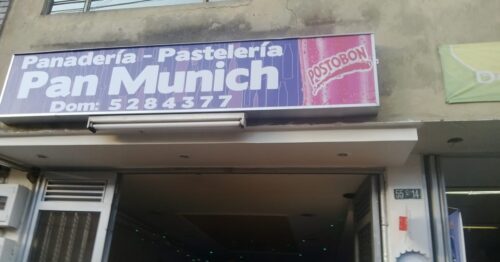 Panadería - Pastelería
Pan Munich
Dom: 5284377
POSTOBON